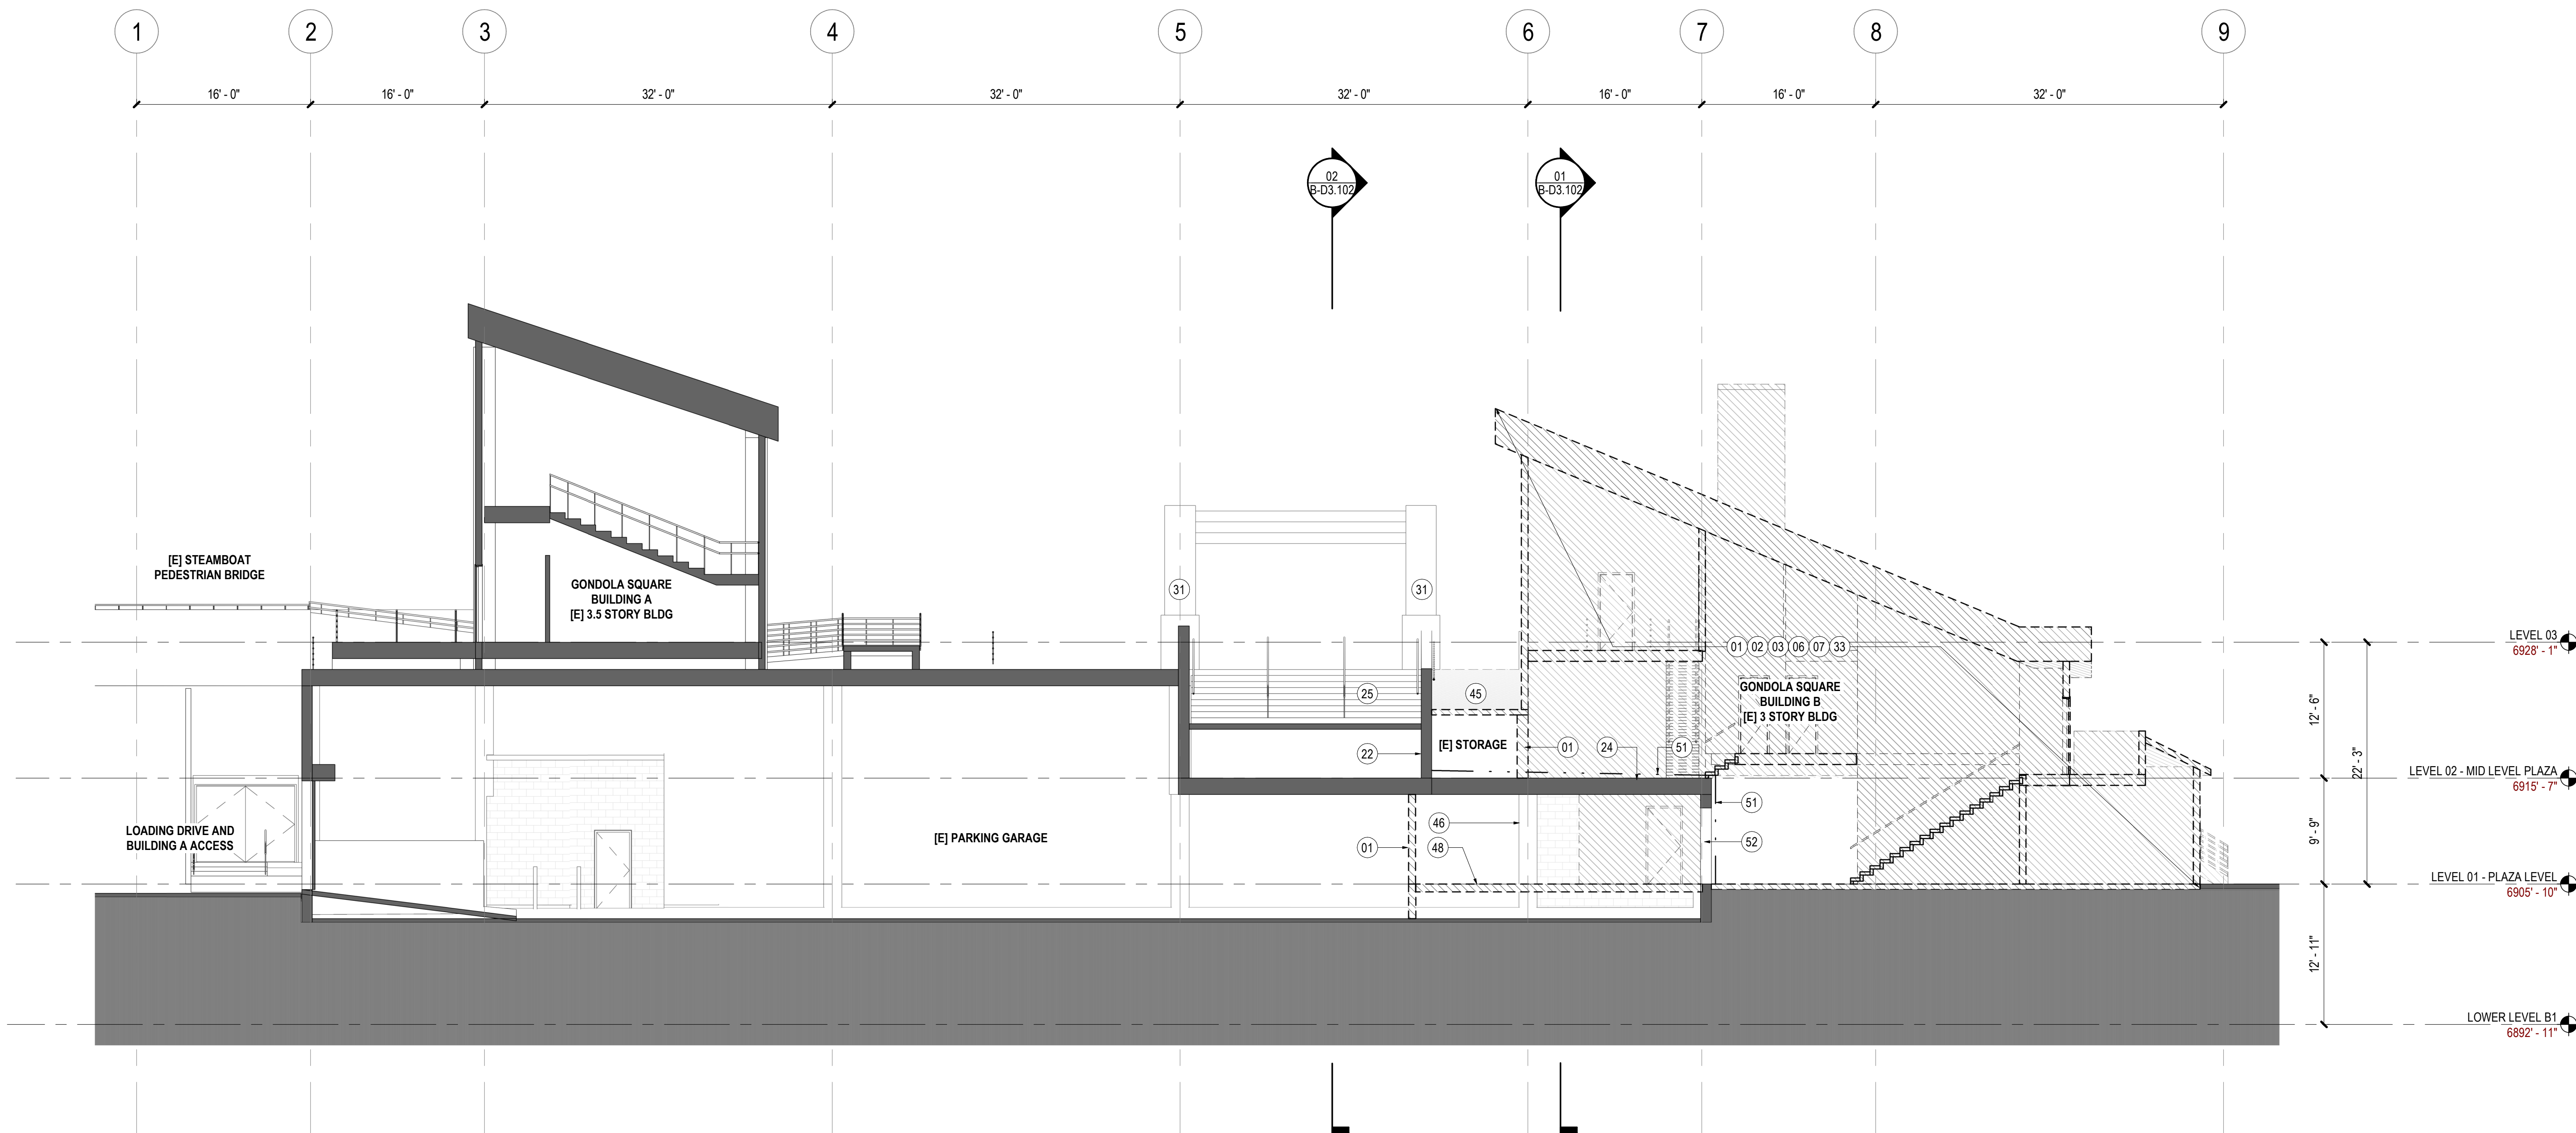 1 2 3 4 5 6 7 8 9
16' - 0" 16' - 0" 32' - 0" 32' - 0" 32' - 0" 16' - 0" 16' - 0" 32' - 0"
02
B-D3.102
01
B-D3.102
[E] STEAMBOAT
PEDESTRIAN BRIDGE
GONDOLA SQUARE
BUILDING A
[E] 3.5 STORY BLDG
31
31
01 02 03 06 07 33
GONDOLA SQUARE
BUILDING B
[E] 3 STORY BLDG
25
45
22
[E] STORAGE
01
24
51
LOADING DRIVE AND
BUILDING A ACCESS
[E] PARKING GARAGE
46
01
48
51
52
12' - 6"
22' - 3"
9' - 9"
12' - 11"
LEVEL 03
6928' - 1"
LEVEL 02 - MID LEVEL PLAZA
6915' - 7"
LEVEL 01 - PLAZA LEVEL
6905' - 10"
LOWER LEVEL B1
6892' - 11"